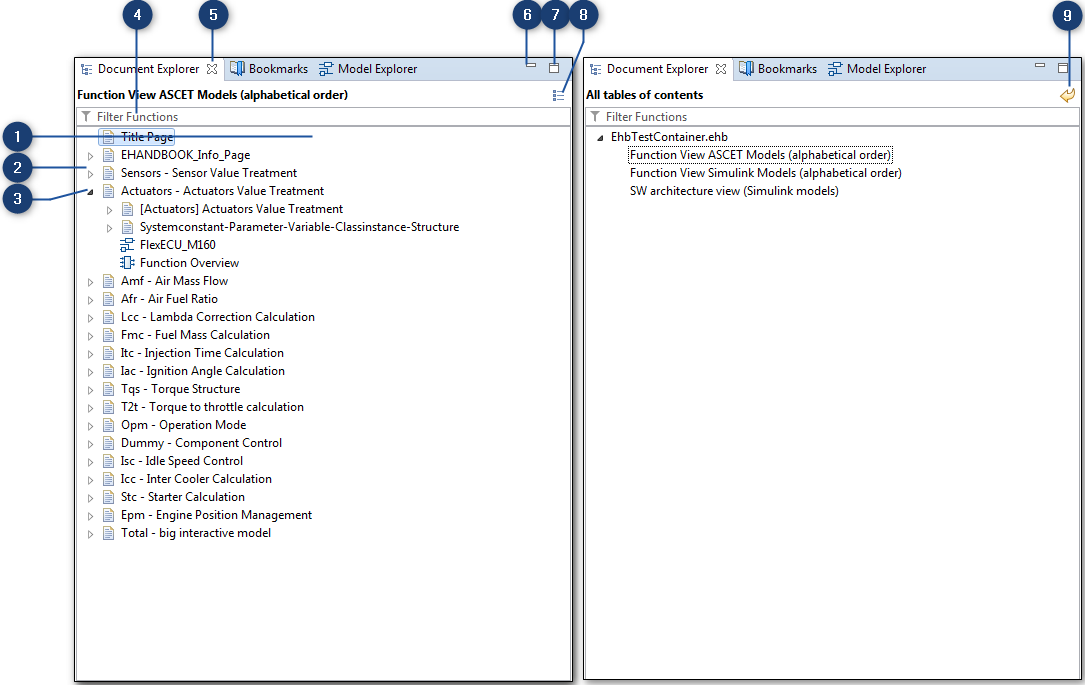 4 5 6 7 8 9
Document Explorer Bookmarks Model Explorer
Function View ASCET Models (alphabetical order)
Filter Functions
1
2
3
Title Page
EHANDBOOK_Info_Page
Sensors - Sensor Value Treatment
Actuators - Actuators Value Treatment
[Actuators] Actuators Value Treatment
Systemconstant-Parameter-Variable-Classinstance-Structure
FlexECU_M160
Function Overview
Amf - Air Mass Flow
Afr - Air Fuel Ratio
Lcc - Lambda Correction Calculation
Fmc - Fuel Mass Calculation
Itc - Injection Time Calculation
Iac - Ignition Angle Calculation
Tqs - Torque Structure
T2t - Torque to throttle calculation
Opm - Operation Mode
Dummy - Component Control
Isc - Idle Speed Control
Icc - Inter Cooler Calculation
Stc - Starter Calculation
Epm - Engine Position Management
Total - big interactive model
Document Explorer Bookmarks Model Explorer
All tables of contents
Filter Functions
EhbTestContainer.ehb
Function View ASCET Models (alphabetical order)
Function View Simulink Models (alphabetical order)
SW architecture view (Simulink models)